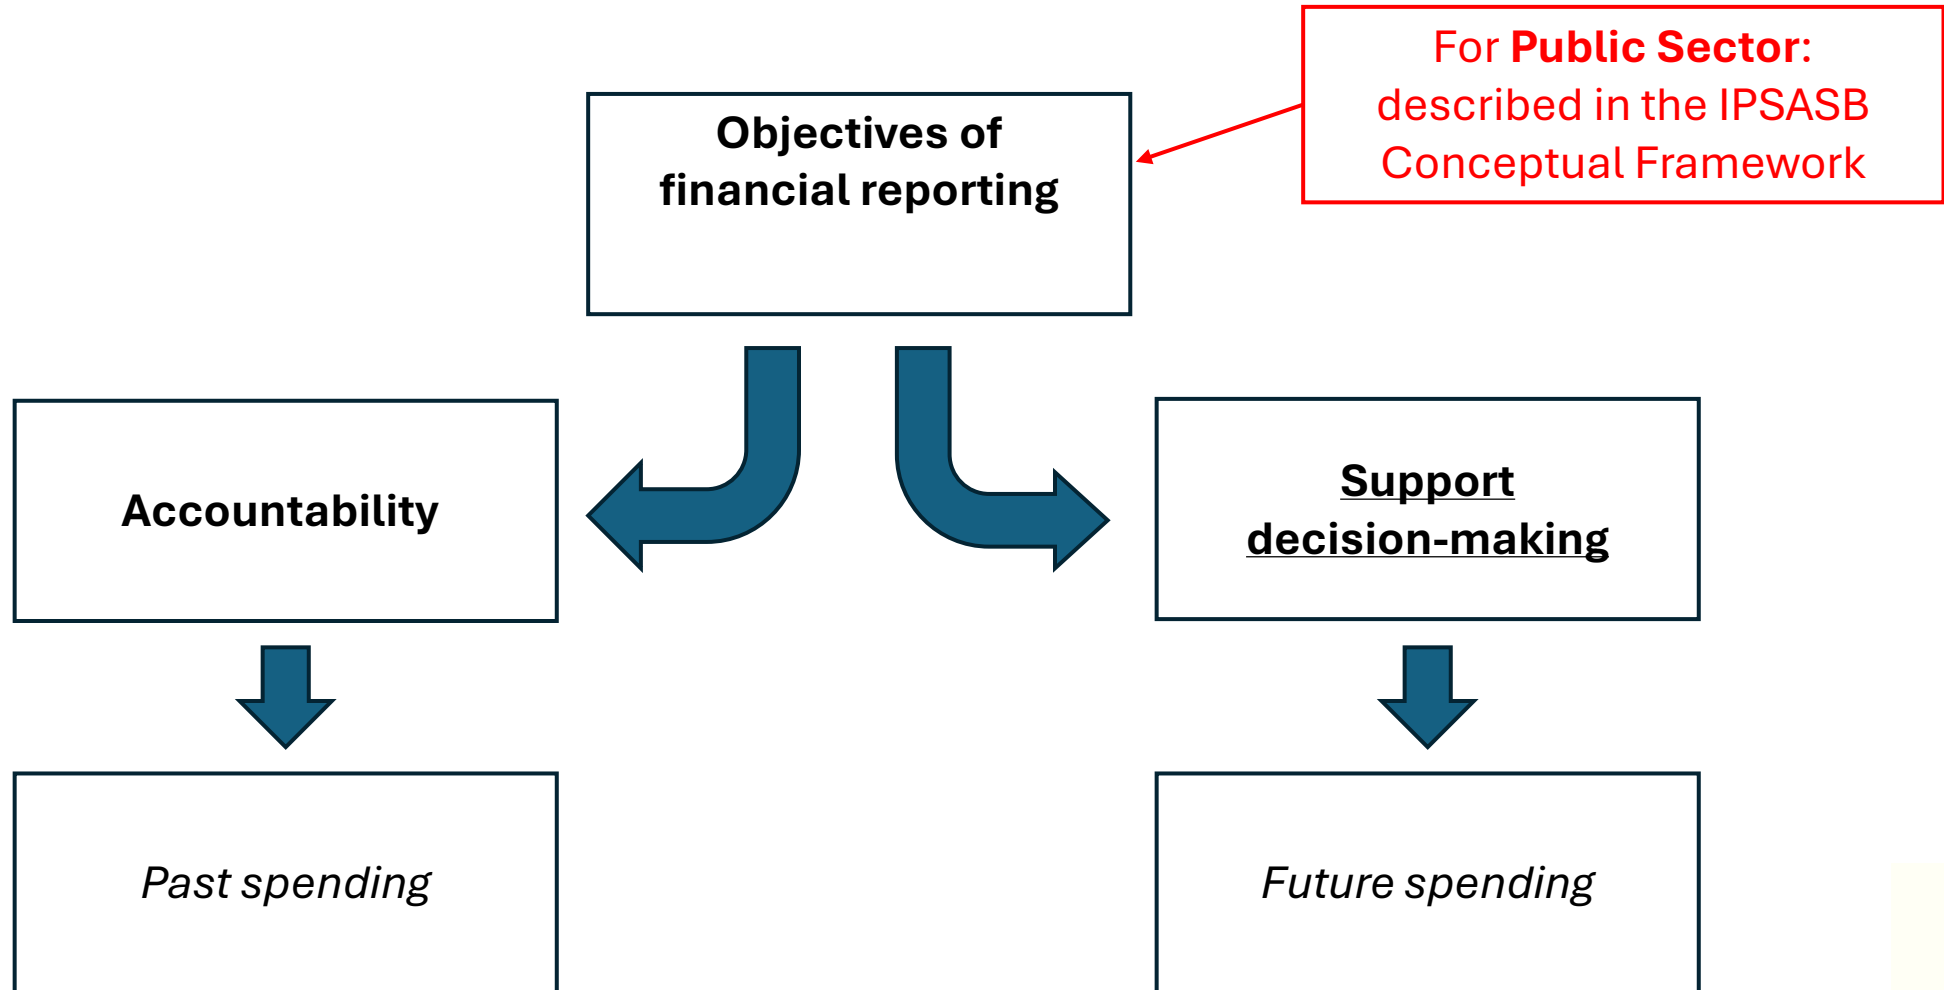 For Public Sector:
described in the IPSASB
Conceptual Framework
Objectives of
financial reporting
Accountability
Support
decision-making
Past spending
Future spending